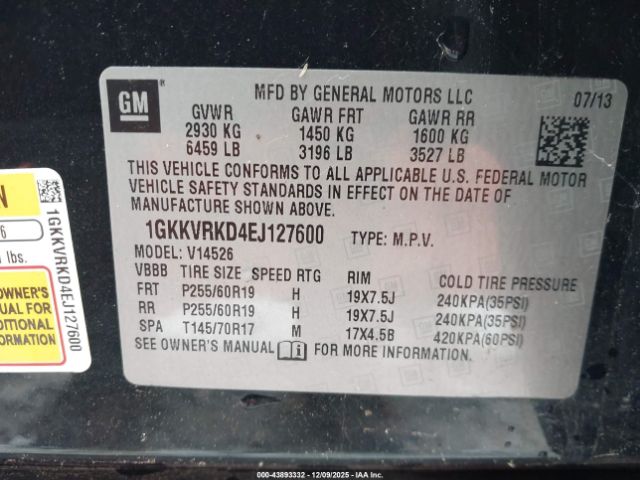 GM
®
MFD BY GENERAL MOTORS LLC 07/13
GVWR GAWR FRT GAWR RR
2930 KG 1450 KG 1600 KG
6459 LB 3196 LB 3527 LB
THIS VEHICLE CONFORMS TO ALL APPLICABLE U.S. FEDERAL MOTOR
VEHICLE SAFETY STANDARDS IN EFFECT ON THE DATE OF
MANUFACTURE SHOWN ABOVE.
1GKKVRKD4EJ127600 TYPE: M.P.V.
MODEL: V14526
VBBB TIRE SIZE SPEED RTG RIM COLD TIRE PRESSURE
FRT P255/60R19 H 19X7.5J 240KPA(35PSI)
RR P255/60R19 H 19X7.5J 240KPA(35PSI)
SPA T145/70R17 M 17X4.5B 420KPA(60PSI)
SEE OWNER'S MANUAL i FOR MORE INFORMATION.
N
6
lbs.
OWNER'S
NUAL FOR
DITIONAL
ORMATION
1GKKVRKD4EJ127600
000-43893332 - 12/09/2025 - IAAI.COM